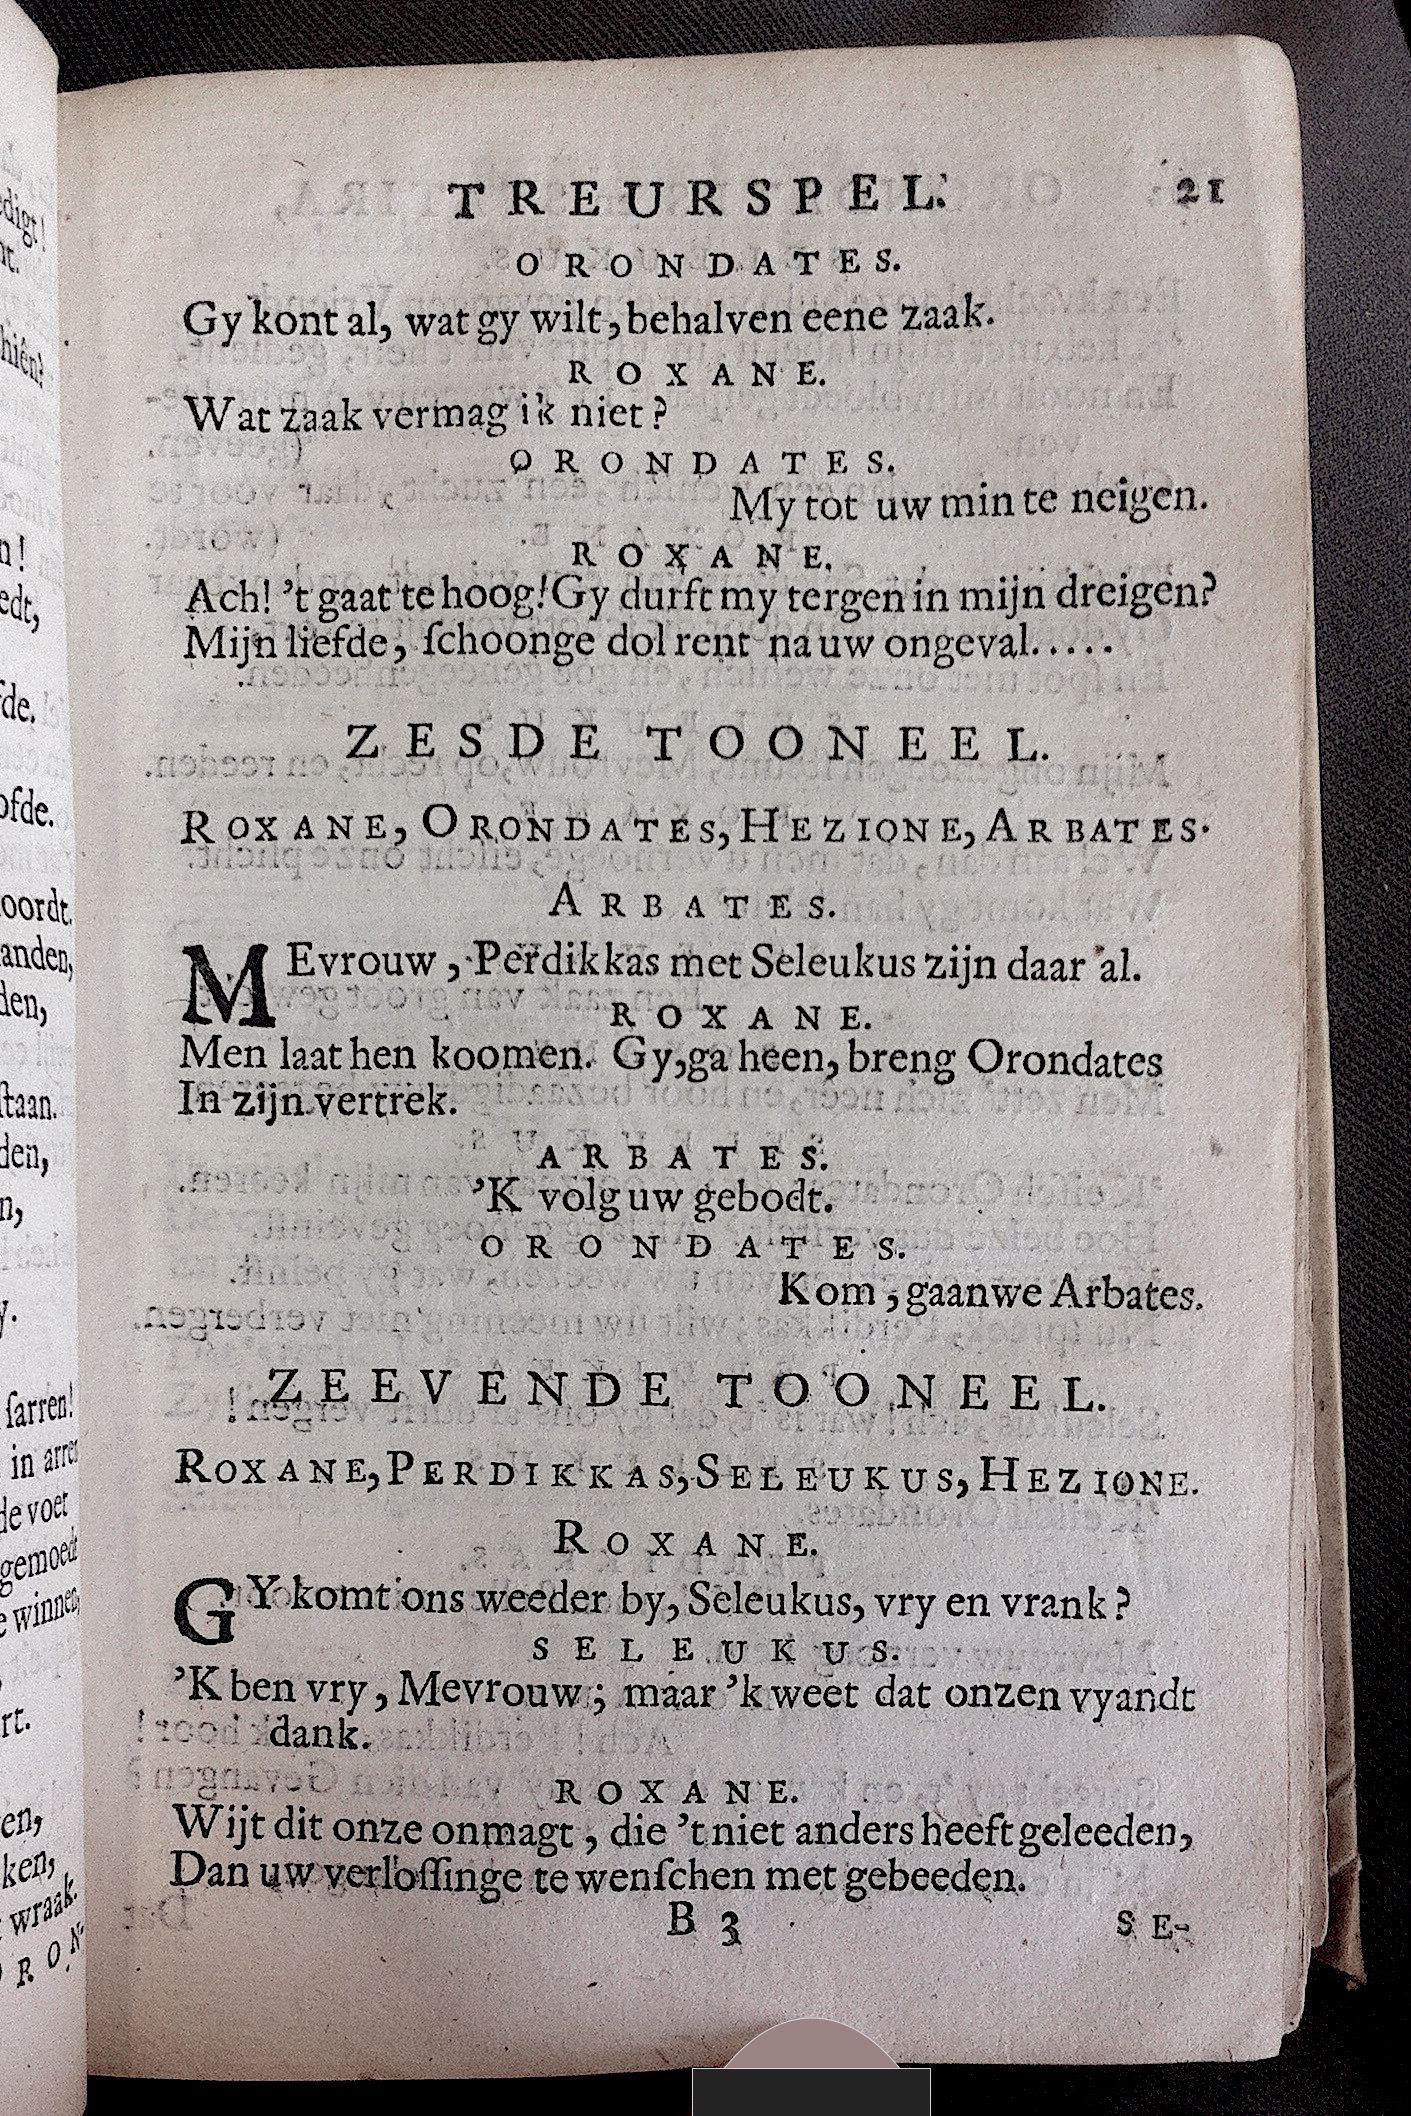 TREURSPEL. 21
ORONDATES.
Gy kont al, wat gy wilt, behalven eene zaak.
ROXANE.
Wat zaak vermag ik niet?
ORONDATES.
My tot uw min te neigen.
ROXANE.
Ach! 't gaat te hoog! Gy durft my tergen in mijn dreigen?
Mijn liefde, ſchoonge dol rent na uw ongeval.....
ZESDE TOONEEL.
ROXANE, ORONDATES, HEZIONE, ARBATES.
ARBATES.
MEvrouw, Perdikkas met Seleukus zijn daar al.
ROXANE.
Men laat hen koomen. Gy, ga heen, breng Orondates
In zijn vertrek.
ARBATES.
'K volg uw gebodt.
ORONDATES.
Kom, gaanwe Arbates.
ZEEVENDE TOONEEL.
ROXANE, PERDIKKAS, SELEUKUS, HEZIONE.
ROXANE.
GY komt ons weeder by, Seleukus, vry en vrank?
SELEUKUS.
'K ben vry, Mevrouw; maar 'k weet dat onzen vyandt
dank.
ROXANE.
Wijt dit onze onmagt, die 't niet anders heeft geleeden,
Dan uw verloſſinge te wenſchen met gebeeden.
B 3 SE-